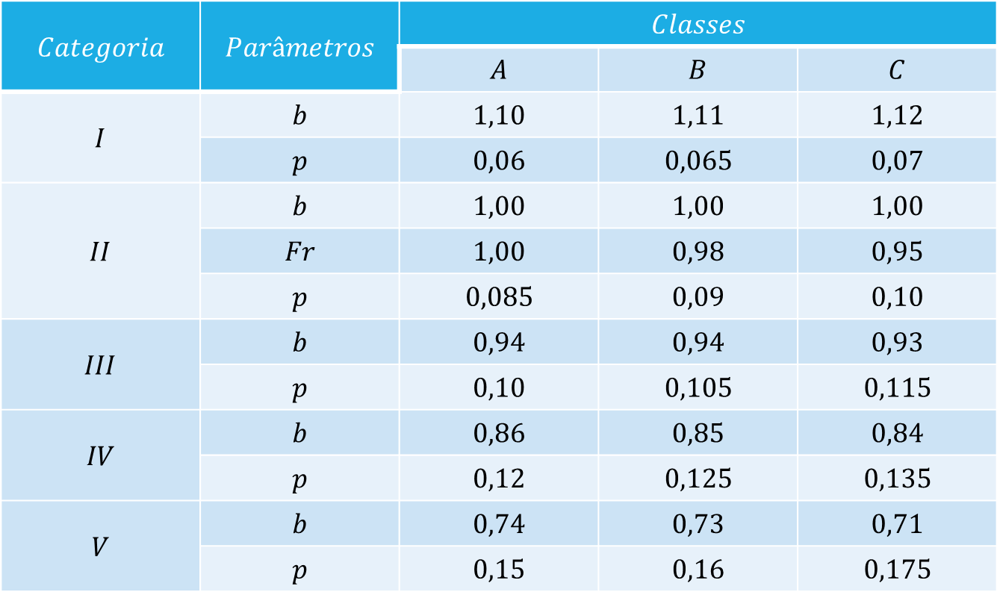 Categoria Parâmetros Classes
A B C
I b 1,10 1,11 1,12
p 0,06 0,065 0,07
II b 1,00 1,00 1,00
Fr 1,00 0,98 0,95
p 0,085 0,09 0,10
III b 0,94 0,94 0,93
p 0,10 0,105 0,115
IV b 0,86 0,85 0,84
p 0,12 0,125 0,135
V b 0,74 0,73 0,71
p 0,15 0,16 0,175